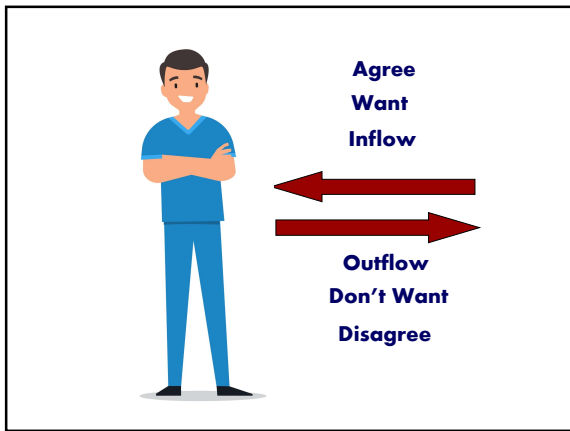 Agree
Want
Inflow
Outflow
Don’t Want
Disagree